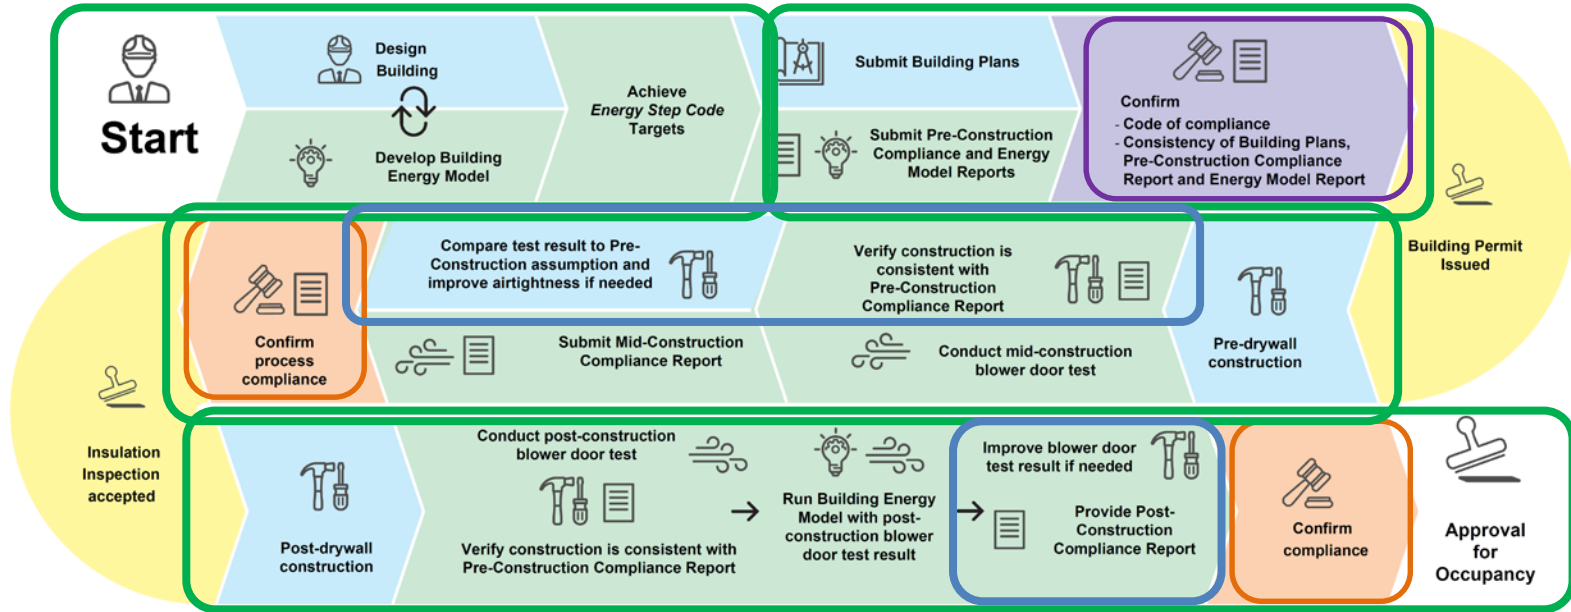 Start
Design
Building
Develop Building
Energy Model
Achieve
Energy Step Code
Targets
Submit Building Plans
Submit Pre-Construction
Compliance and Energy
Model Reports
Confirm
- Code of compliance
- Consistency of Building Plans,
Pre-Construction Compliance
Report and Energy Model Report
Building Permit
Issued
Pre-drywall
construction
Verify construction is
consistent with
Pre-Construction
Compliance Report
Conduct mid-construction
blower door test
Compare test result to Pre-
Construction assumption and
improve airtightness if needed
Submit Mid-Construction
Compliance Report
Confirm
process
compliance
Insulation
Inspection
accepted
Post-drywall
construction
Conduct post-construction
blower door test
Verify construction is consistent with
Pre-Construction Compliance Report
Run Building Energy
Model with post-
construction blower
door test result
Improve blower door
test result if needed
Provide Post-
Construction
Compliance Report
Confirm
compliance
Approval
for
Occupancy